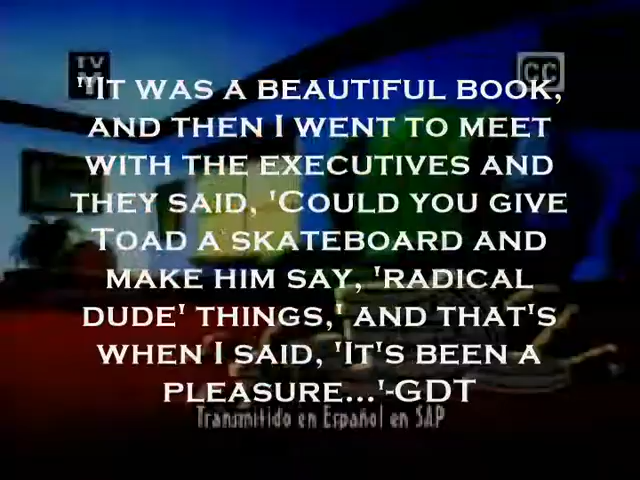 TV
M
CC
"IT WAS A BEAUTIFUL BOOK,
AND THEN I WENT TO MEET
WITH THE EXECUTIVES AND
THEY SAID, 'COULD YOU GIVE
TOAD A SKATEBOARD AND
MAKE HIM SAY, 'RADICAL
DUDE' THINGS,' AND THAT'S
WHEN I SAID, 'IT'S BEEN A
PLEASURE...'-GDT
Transmitido en Español en SAP